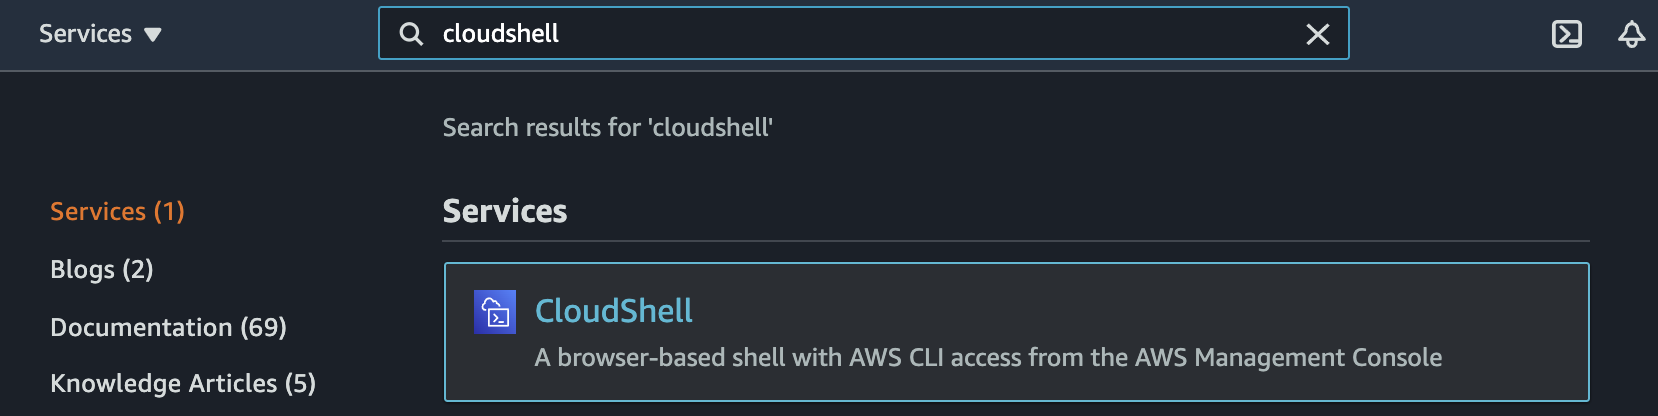 Services
cloudshell
Search results for 'cloudshell'
Services (1)
Blogs (2)
Documentation (69)
Knowledge Articles (5)
Services
CloudShell
A browser-based shell with AWS CLI access from the AWS Management Console